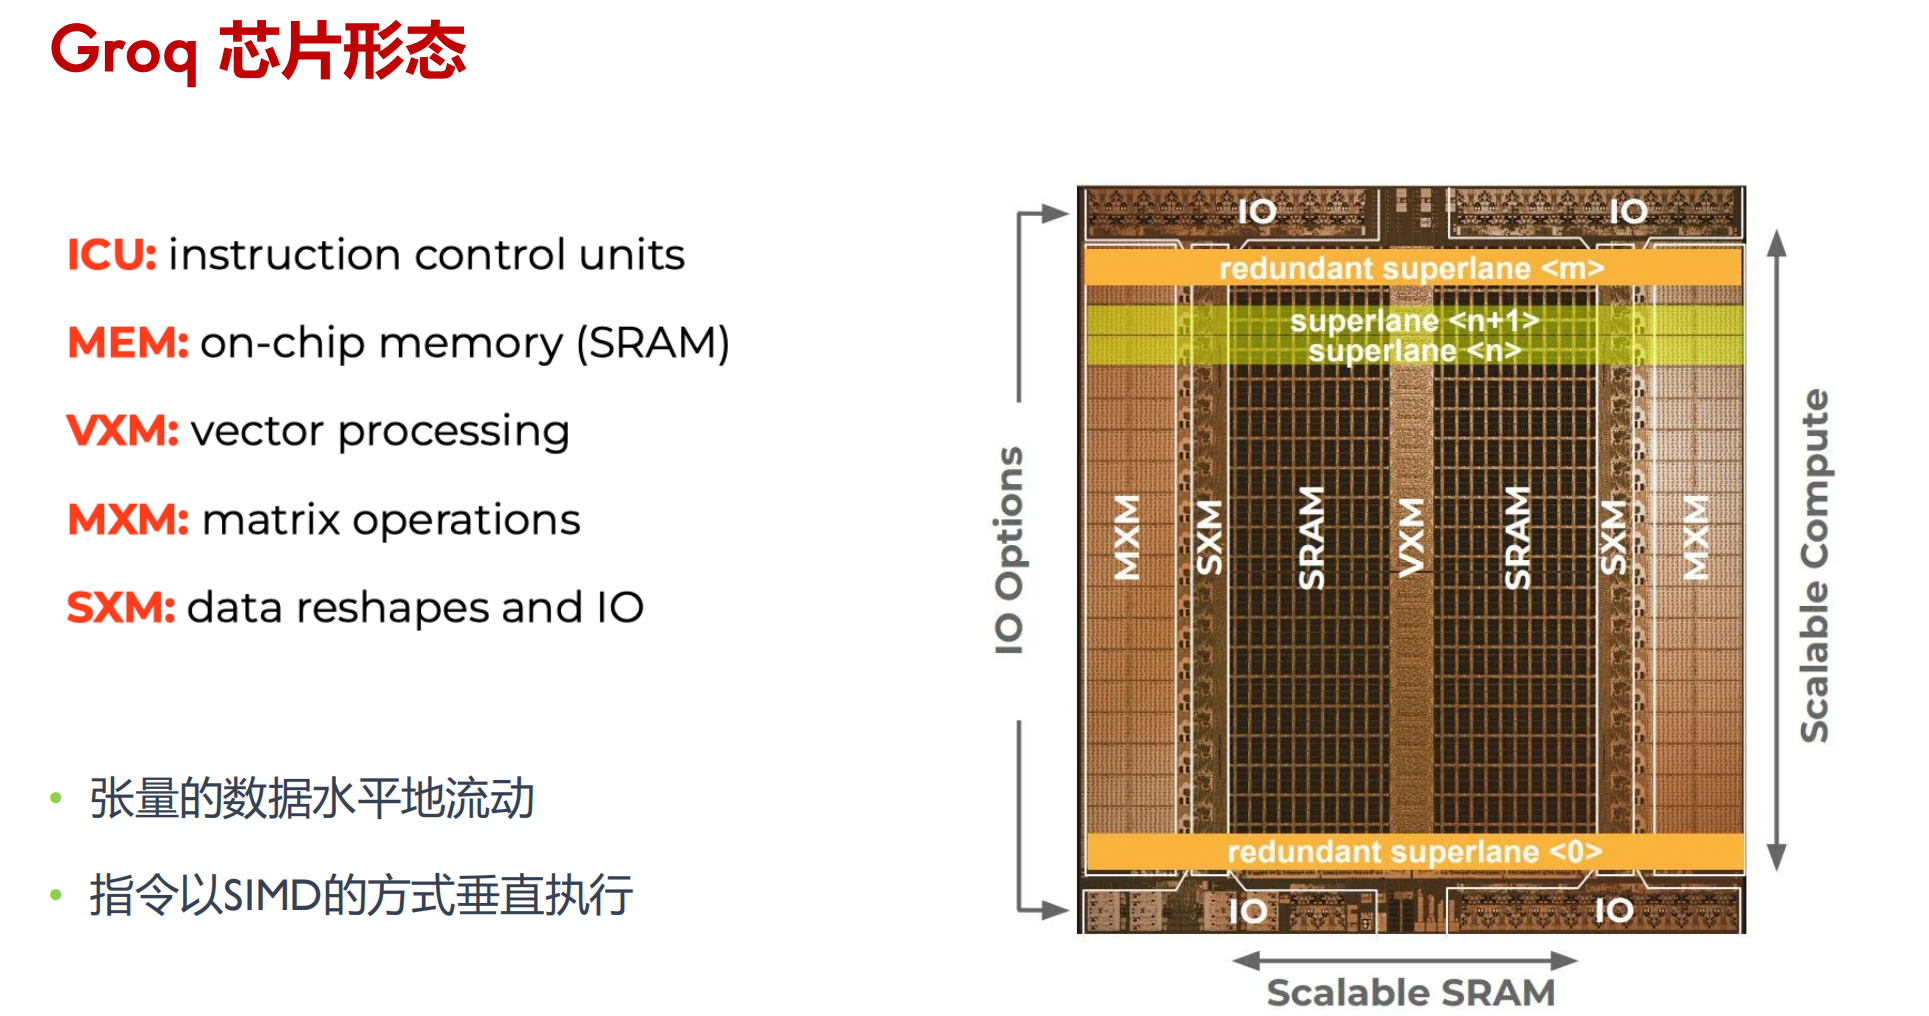 Groq 芯片形态
ICU: instruction control units
MEM: on-chip memory (SRAM)
VXM: vector processing
MXM: matrix operations
SXM: data reshapes and IO
• 张量的数据水平地流动
• 指令以SIMD的方式垂直执行
IO Options
IO
IO
redundant superlane <m>
superlane <n+1>
superlane <n>
MXM
SXM
SRAM
VXM
SRAM
SXM
MXM
redundant superlane <0>
IO
IO
Scalable Compute
Scalable SRAM